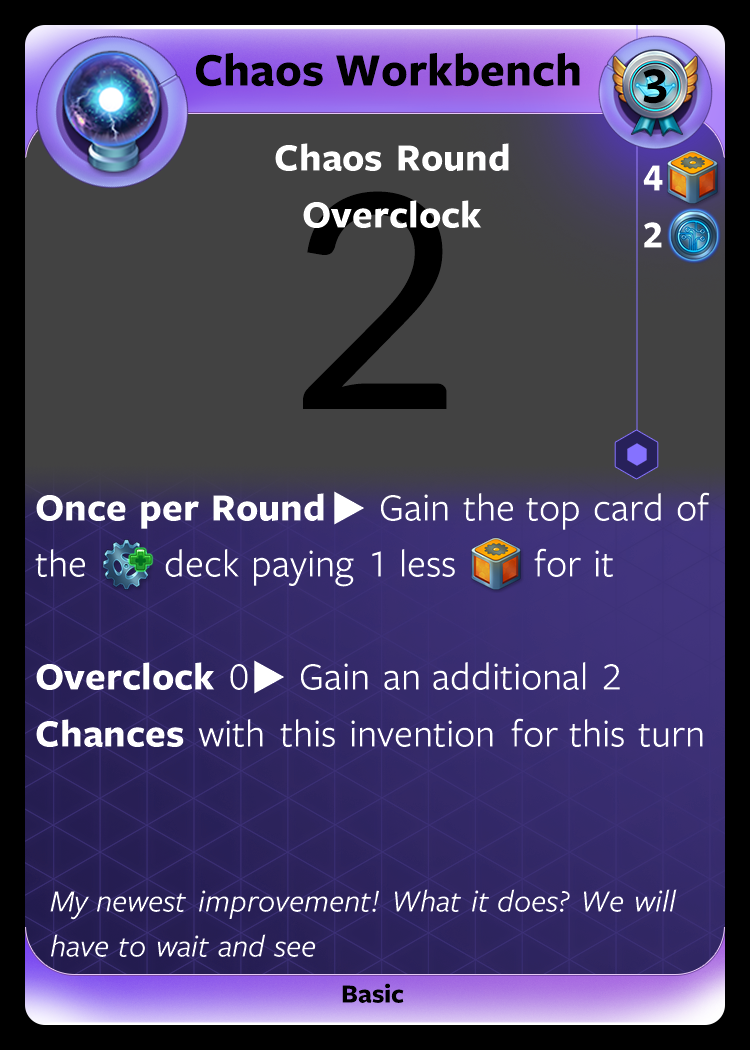 Chaos Workbench
3
Chaos Round
Overclock
4
2
2
Once per Round▶ Gain the top card of
the deck paying 1 less for it
Overclock 0▶ Gain an additional 2
Chances with this invention for this turn
My newest improvement! What it does? We will
have to wait and see
Basic